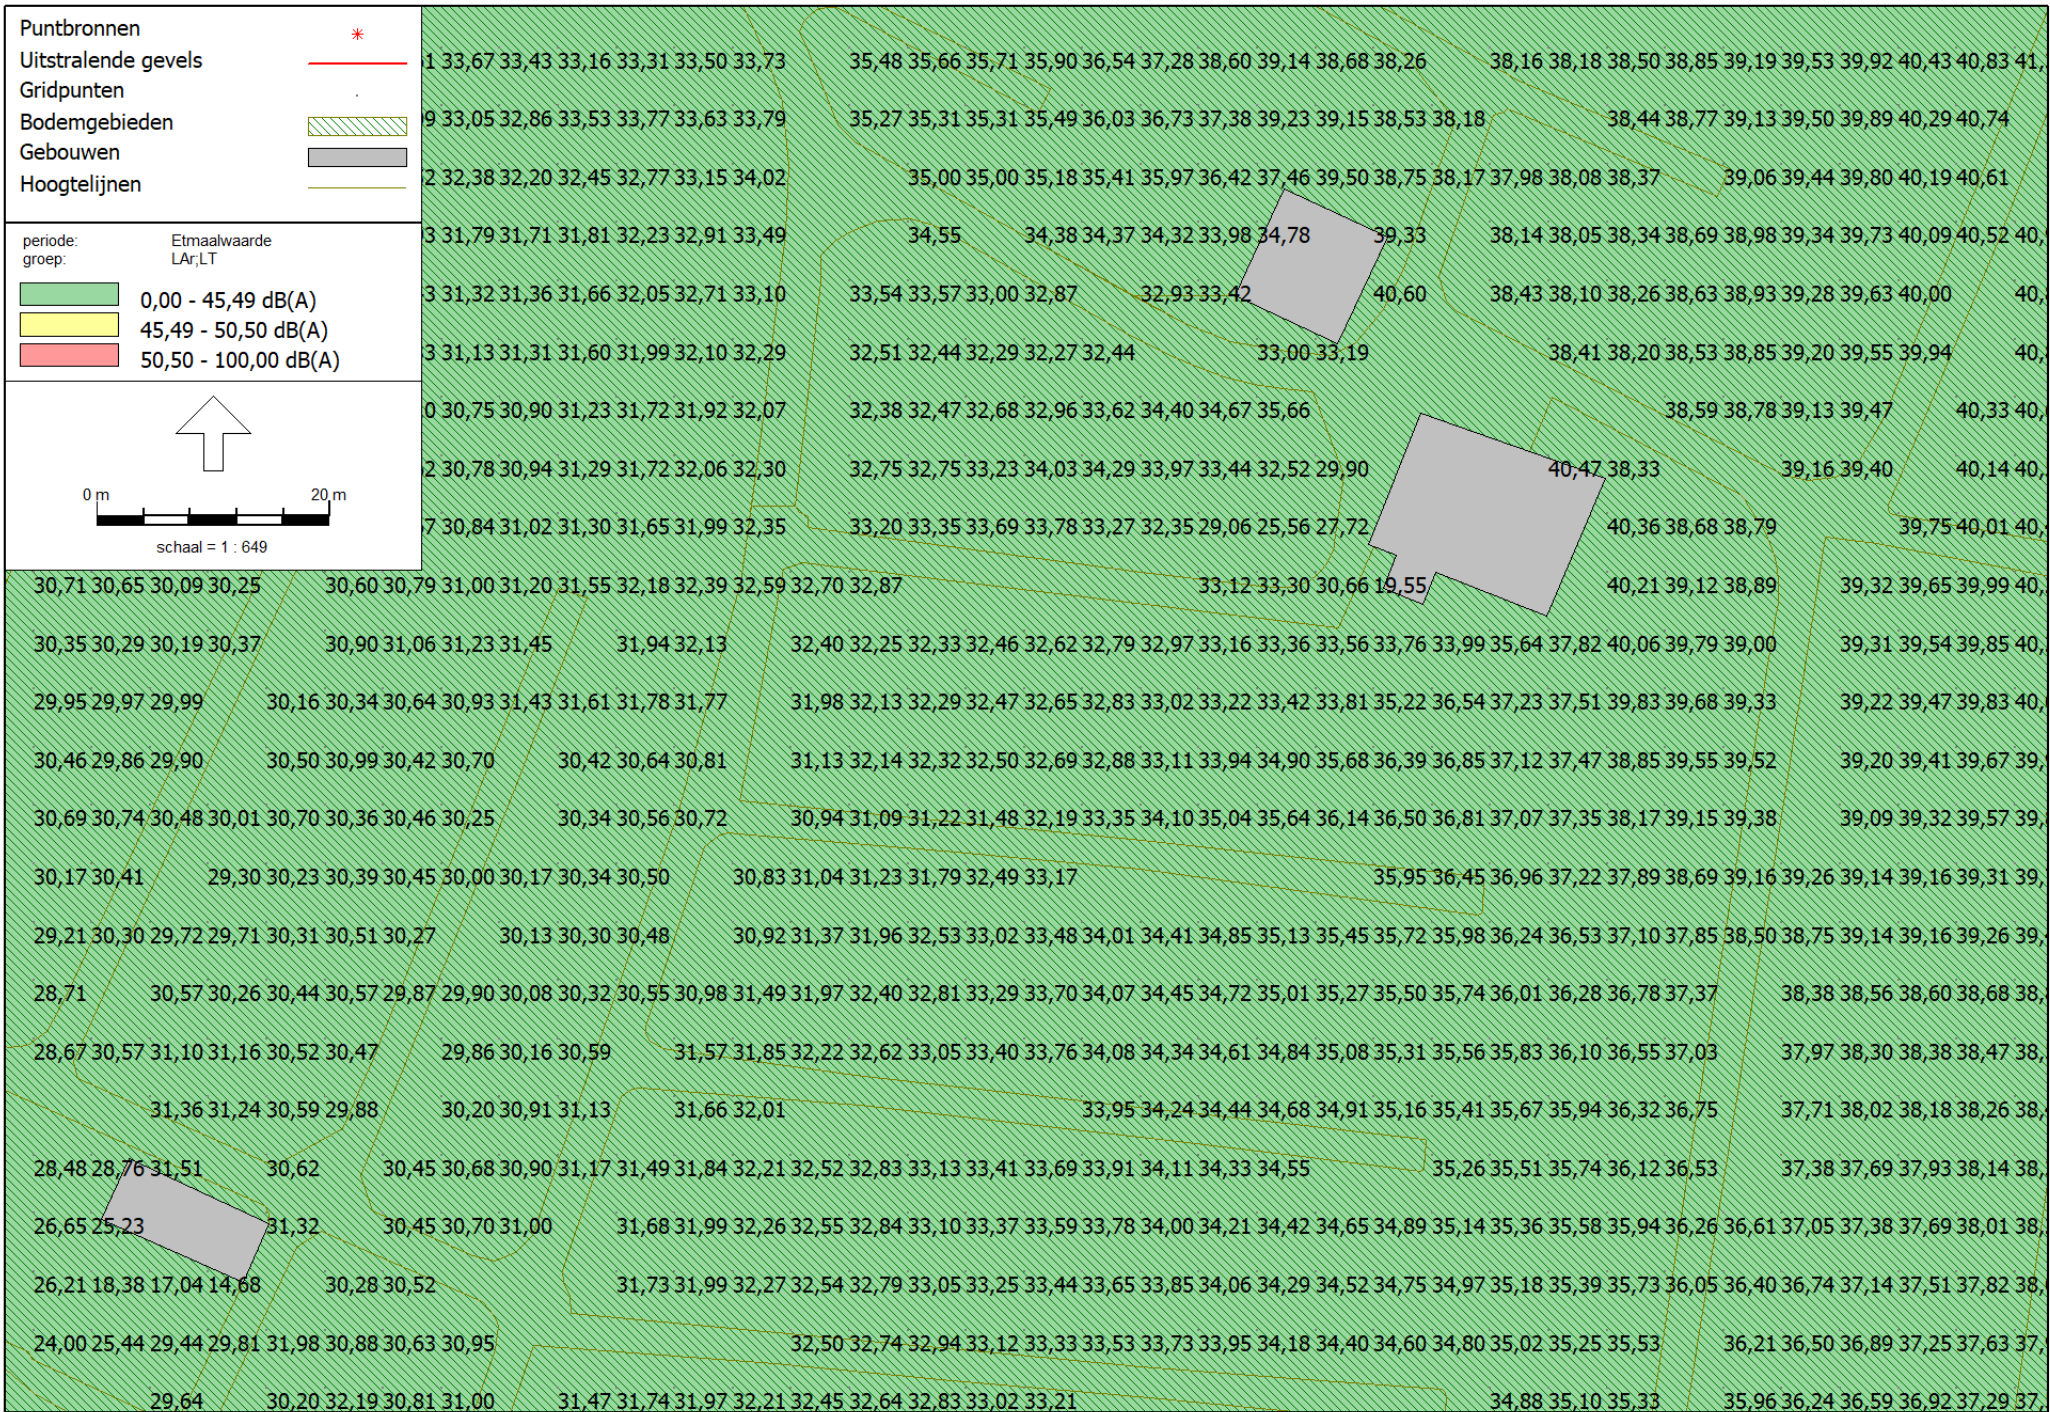 Puntbronnen
Uitstralende gevels
Gridpunten
Bodemgebieden
Gebouwen
Hoogtelijnen
periode: Etmaalwaarde
groep: LAr;LT
0,00 - 45,49 dB(A)
45,49 - 50,50 dB(A)
50,50 - 100,00 dB(A)
0 m 20 m
schaal = 1 : 649
33,67 33,43 33,16 33,31 33,50 33,73 35,48 35,66 35,71 35,90 36,54 37,28 38,60 39,14 38,68 38,26 38,16 38,18 38,50 38,85 39,19 39,53 39,92 40,43 40,83
33,05 32,86 33,53 33,77 33,63 33,79 35,27 35,31 35,31 35,49 36,03 36,73 37,38 39,23 39,15 38,53 38,18 38,44 38,77 39,13 39,50 39,89 40,29 40,74
32,38 32,20 32,45 32,77 33,15 34,02 35,00 35,00 35,18 35,41 35,97 36,42 37,46 39,50 38,75 38,17 37,98 38,08 38,37 39,06 39,44 39,80 40,19 40,61
31,79 31,71 31,81 32,23 32,91 33,49 34,55 34,38 34,37 34,32 33,98 34,78 39,33 38,14 38,05 38,34 38,69 38,98 39,34 39,73 40,09 40,52
31,32 31,36 31,66 32,05 32,71 33,10 33,54 33,57 33,00 32,87 32,93 33,42 40,60 38,43 38,10 38,26 38,63 38,93 39,28 39,63 40,00
31,13 31,31 31,60 31,99 32,10 32,29 32,51 32,44 32,29 32,27 32,44 33,00 33,19 38,41 38,20 38,53 38,85 39,20 39,55 39,94
30,75 30,90 31,23 31,72 31,92 32,07 32,38 32,47 32,68 32,96 33,62 34,40 34,67 35,66 38,59 38,78 39,13 39,47 40,33
30,78 30,94 31,29 31,72 32,06 32,30 32,75 32,75 33,23 34,03 34,29 33,97 33,44 32,52 29,90 40,47 38,33 39,16 39,40 40,14
30,84 31,02 31,30 31,65 31,99 32,35 33,20 33,35 33,69 33,78 33,27 32,35 29,06 25,56 27,72 40,36 38,68 38,79 39,75 40,01
30,71 30,65 30,09 30,25 30,60 30,79 31,00 31,20 31,55 32,18 32,39 32,59 32,70 32,87 33,12 33,30 30,66 19,55 40,21 39,12 38,89 39,32 39,65 39,99
30,35 30,29 30,19 30,37 30,90 31,06 31,23 31,45 31,94 32,13 32,40 32,25 32,33 32,46 32,62 32,79 32,97 33,16 33,36 33,56 33,76 33,99 35,64 37,82 40,06 39,79 39,00 39,31 39,54 39,85
29,95 29,97 29,99 30,16 30,34 30,64 30,93 31,43 31,61 31,78 31,77 31,98 32,13 32,29 32,47 32,65 32,83 33,02 33,22 33,42 33,81 35,22 36,54 37,23 37,51 39,83 39,68 39,33 39,22 39,47 39,83
30,46 29,86 29,90 30,50 30,99 30,42 30,70 30,42 30,64 30,81 31,13 32,14 32,32 32,50 32,69 32,88 33,11 33,94 34,90 35,68 36,39 36,85 37,12 37,47 38,85 39,55 39,52 39,20 39,41 39,67
30,69 30,74 30,48 30,01 30,70 30,36 30,46 30,25 30,34 30,56 30,72 30,94 31,09 31,22 31,48 32,19 33,35 34,10 35,04 35,64 36,14 36,50 36,81 37,07 37,35 38,17 39,15 39,38 39,09 39,32 39,57
30,17 30,41 29,30 30,23 30,39 30,45 30,00 30,17 30,34 30,50 30,83 31,04 31,23 31,79 32,49 33,17 35,95 36,45 36,96 37,22 37,89 38,69 39,16 39,26 39,14 39,16 39,31
29,21 30,30 29,72 29,71 30,31 30,51 30,27 30,13 30,30 30,48 30,92 31,37 31,96 32,53 33,02 33,48 34,01 34,41 34,85 35,13 35,45 35,72 35,98 36,24 36,53 37,10 37,85 38,50 38,75 39,14 39,16 39,26
28,71 30,57 30,26 30,44 30,57 29,87 29,90 30,08 30,32 30,55 30,98 31,49 31,97 32,40 32,81 33,29 33,70 34,07 34,45 34,72 35,01 35,27 35,50 35,74 36,01 36,28 36,78 37,37 38,38 38,56 38,60 38,68
28,67 30,57 31,10 31,16 30,52 30,47 29,86 30,16 30,59 31,57 31,85 32,22 32,62 33,05 33,40 33,76 34,08 34,34 34,61 34,84 35,08 35,31 35,56 35,83 36,10 36,55 37,03 37,97 38,30 38,38 38,47
31,36 31,24 30,59 29,88 30,20 30,91 31,13 31,66 32,01 33,95 34,24 34,44 34,68 34,91 35,16 35,41 35,67 35,94 36,32 36,75 37,71 38,02 38,18 38,26
28,48 28,76 31,51 30,62 30,45 30,68 30,90 31,17 31,49 31,84 32,21 32,52 32,83 33,13 33,41 33,69 33,91 34,11 34,33 34,55 35,26 35,51 35,74 36,12 36,53 37,38 37,69 37,93 38,14
26,65 25,23 31,32 30,45 30,70 31,00 31,68 31,99 32,26 32,55 32,84 33,10 33,37 33,59 33,78 34,00 34,21 34,42 34,65 34,89 35,14 35,36 35,58 35,94 36,26 36,61 37,05 37,38 37,69 38,01
26,21 18,38 17,04 14,68 30,28 30,52 31,73 31,99 32,27 32,54 32,79 33,05 33,25 33,44 33,65 33,85 34,06 34,29 34,52 34,75 34,97 35,18 35,39 35,73 36,05 36,40 36,74 37,14 37,51 37,82
24,00 25,44 29,44 29,81 31,98 30,88 30,63 30,95 32,50 32,74 32,94 33,12 33,33 33,53 33,73 33,95 34,18 34,40 34,60 34,80 35,02 35,25 35,53 36,21 36,50 36,89 37,25 37,63
29,64 30,20 32,19 30,81 31,00 31,47 31,74 31,97 32,21 32,45 32,64 32,83 33,02 33,21 34,88 35,10 35,33 35,96 36,24 36,59 36,92 37,29